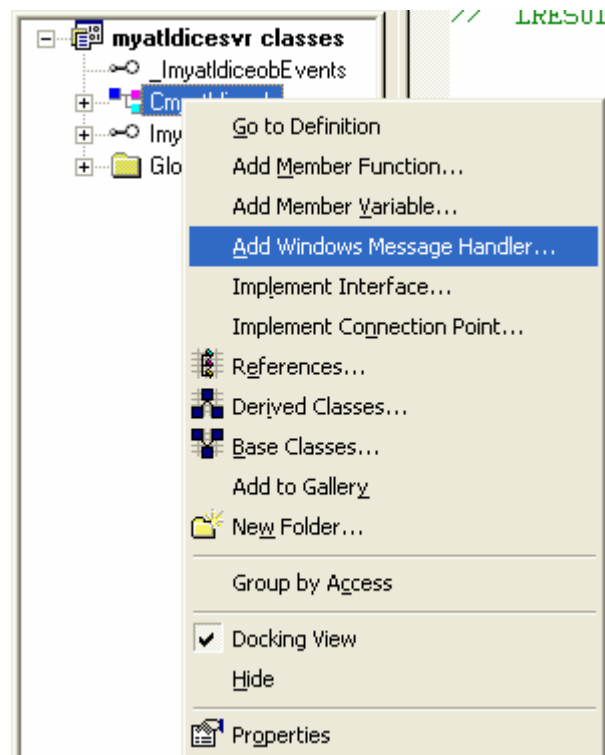 // LRESUL
myatldicesvr classes
_ImyatldiceobEvents
Imy
Glo
Go to Definition
Add Member Function...
Add Member Variable...
Add Windows Message Handler...
Implement Interface...
Implement Connection Point...
References...
Derived Classes...
Base Classes...
Add to Gallery
New Folder...
Group by Access
Docking View
Hide
Properties